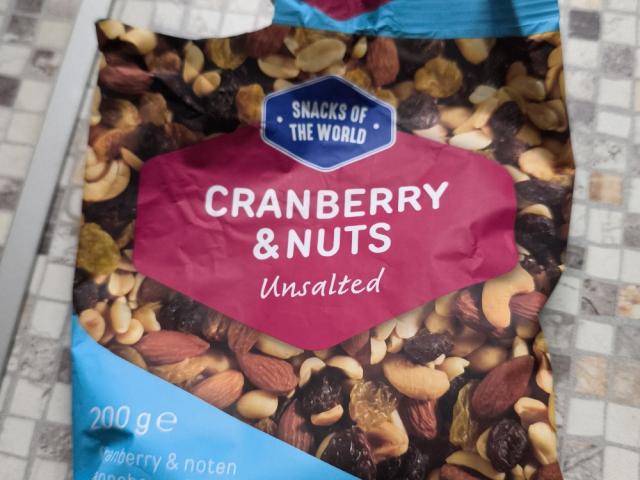 SNACKS OF
THE WORLD
CRANBERRY
& NUTS
Unsalted
200 g e
cranberry & noten